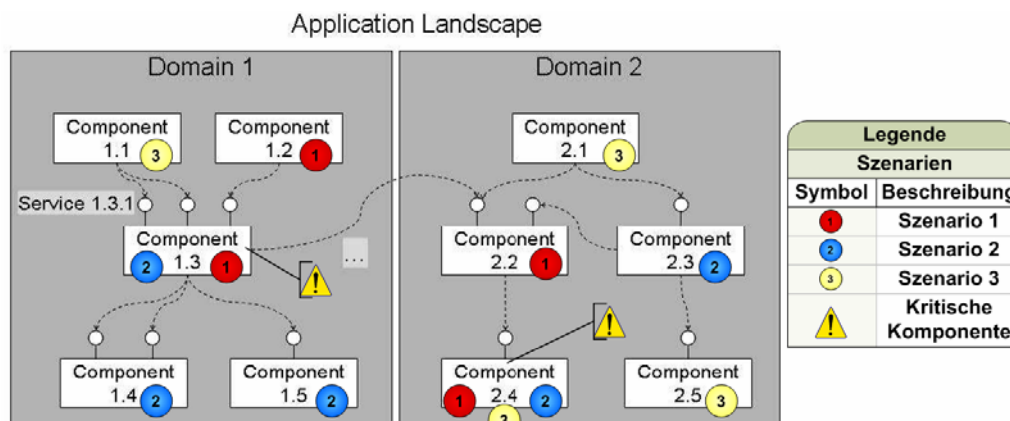 Application Landscape
Domain 1
Domain 2
Component
1.1
3
Component
1.2
1
Component
2.1
3
Service 1.3.1
Component
1.3
2
1
!
...
Component
2.2
1
Component
2.3
2
!
Component
1.4
2
Component
1.5
2
Component
2.4
1
2
3
Component
2.5
3
Legende
Szenarien
Symbol Beschreibung
1 Szenario 1
2 Szenario 2
3 Szenario 3
! Kritische
Komponente